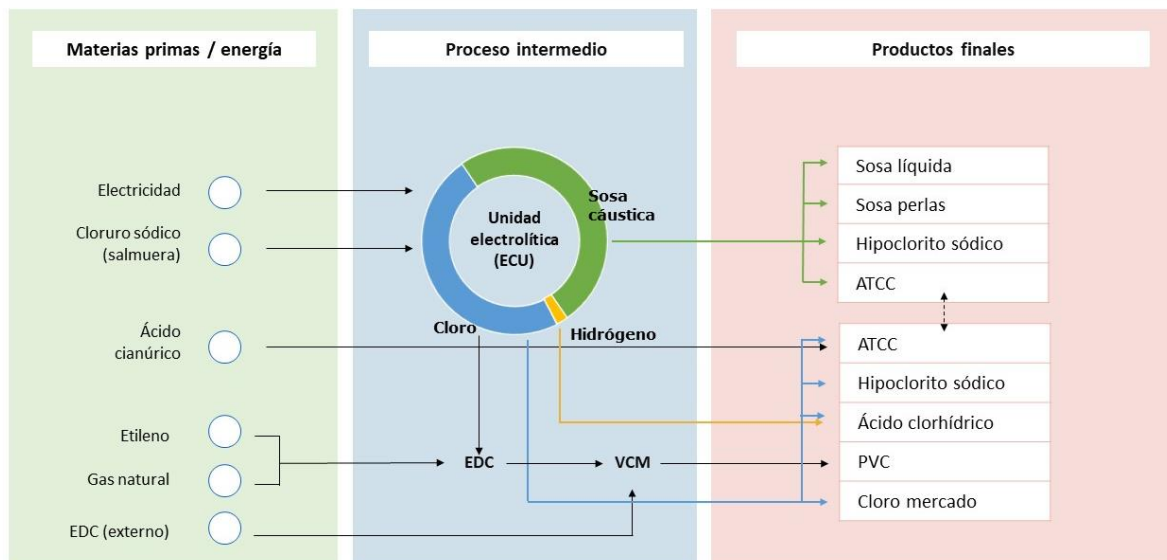 Materias primas / energía
Proceso intermedio
Productos finales
Electricidad
Cloruro sódico
(salmuera)
Ácido
cianúrico
Etileno
Gas natural
EDC (externo)
Unidad
electrolítica
(ECU)
Sosa
cáustica
Cloro
Hidrógeno
EDC
VCM
Sosa líquida
Sosa perlas
Hipoclorito sódico
ATCC
ATCC
Hipoclorito sódico
Ácido clorhídrico
PVC
Cloro mercado